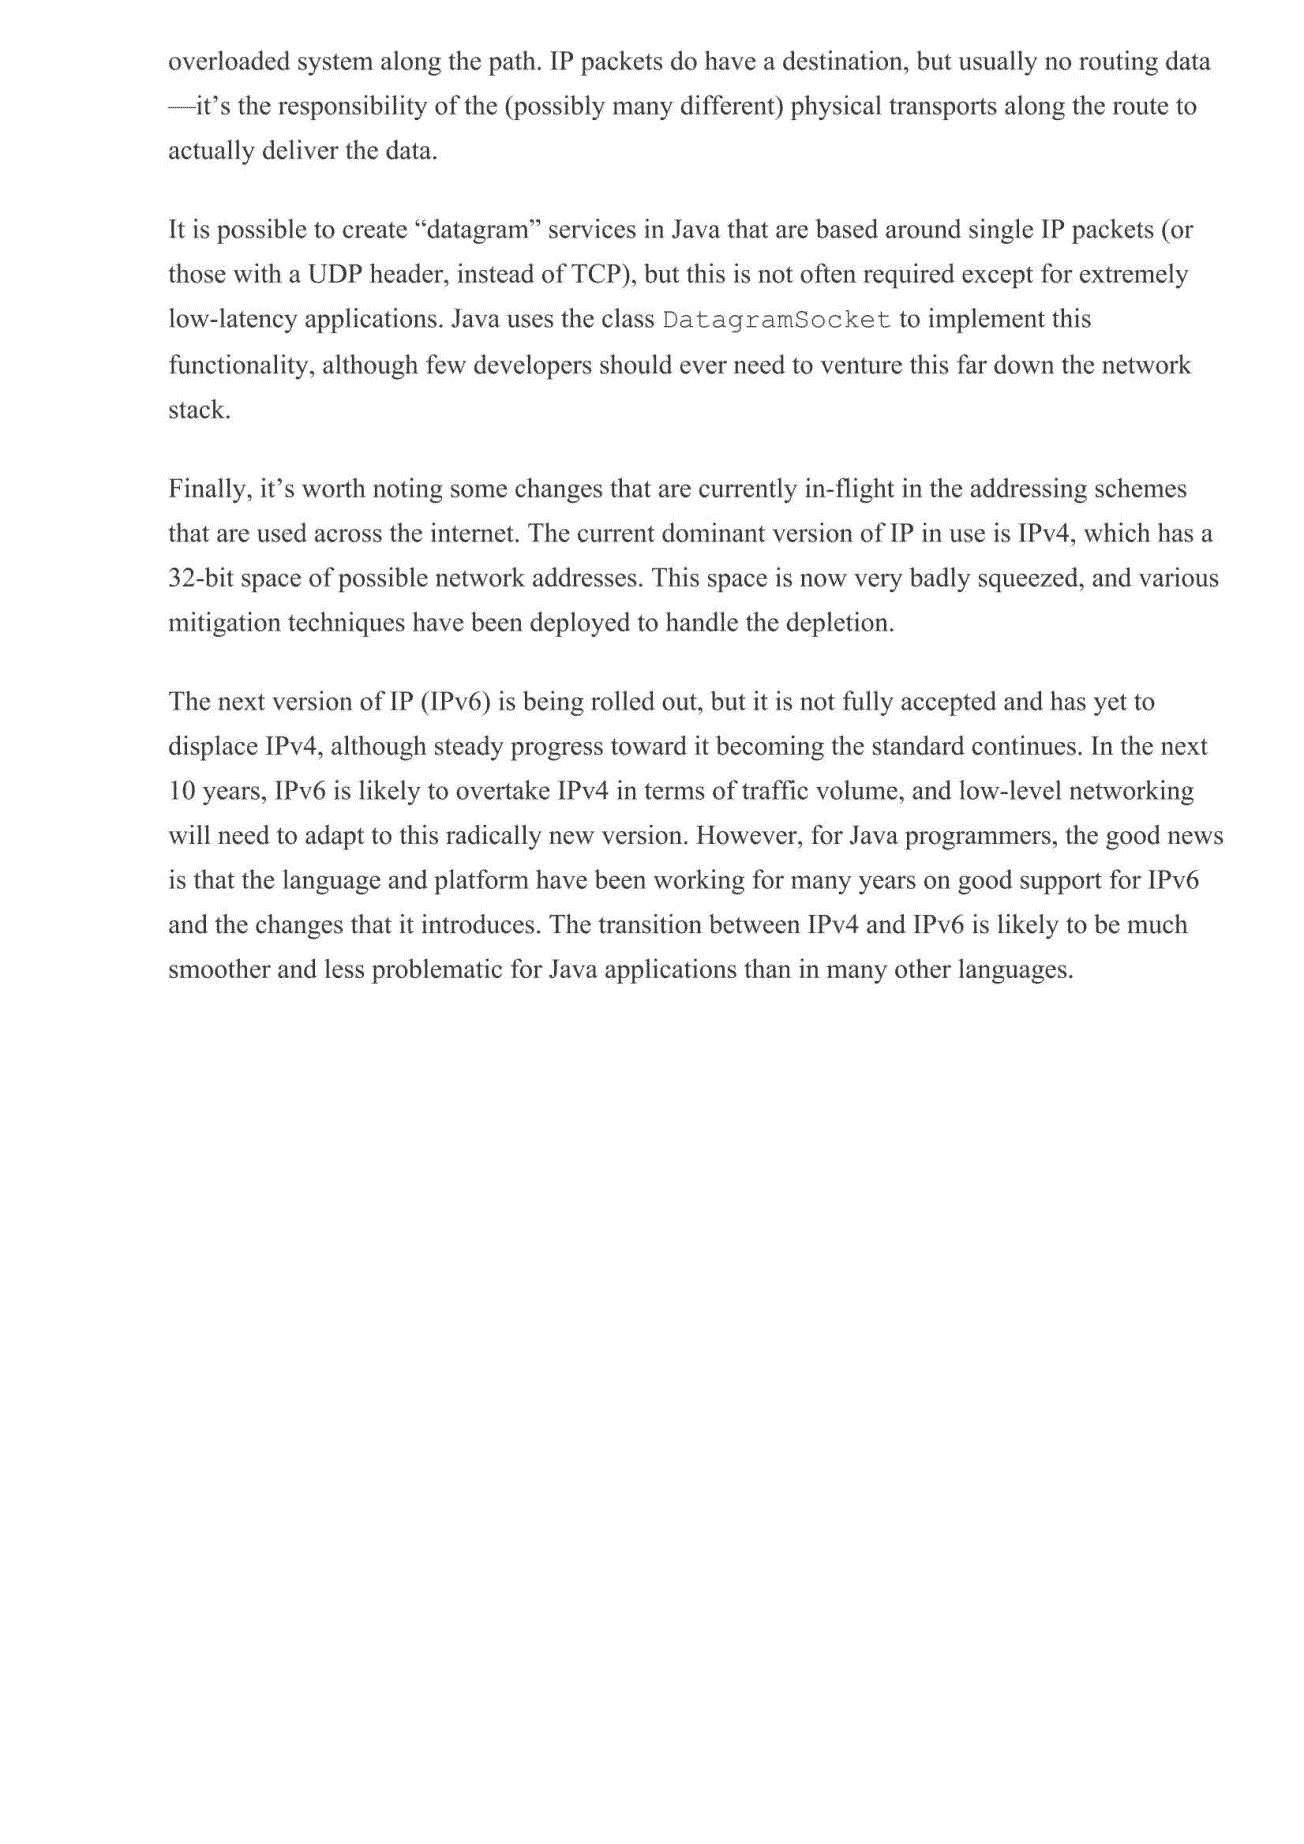 overloaded system along the path. IP packets do have a destination, but usually no routing data
—it’s the responsibility of the (possibly many different) physical transports along the route to
actually deliver the data.
It is possible to create “datagram” services in Java that are based around single IP packets (or
those with a UDP header, instead of TCP), but this is not often required except for extremely
low-latency applications. Java uses the class DatagramSocket to implement this
functionality, although few developers should ever need to venture this far down the network
stack.
Finally, it’s worth noting some changes that are currently in-flight in the addressing schemes
that are used across the internet. The current dominant version of IP in use is IPv4, which has a
32-bit space of possible network addresses. This space is now very badly squeezed, and various
mitigation techniques have been deployed to handle the depletion.
The next version of IP (IPv6) is being rolled out, but it is not fully accepted and has yet to
displace IPv4, although steady progress toward it becoming the standard continues. In the next
10 years, IPv6 is likely to overtake IPv4 in terms of traffic volume, and low-level networking
will need to adapt to this radically new version. However, for Java programmers, the good news
is that the language and platform have been working for many years on good support for IPv6
and the changes that it introduces. The transition between IPv4 and IPv6 is likely to be much
smoother and less problematic for Java applications than in many other languages.